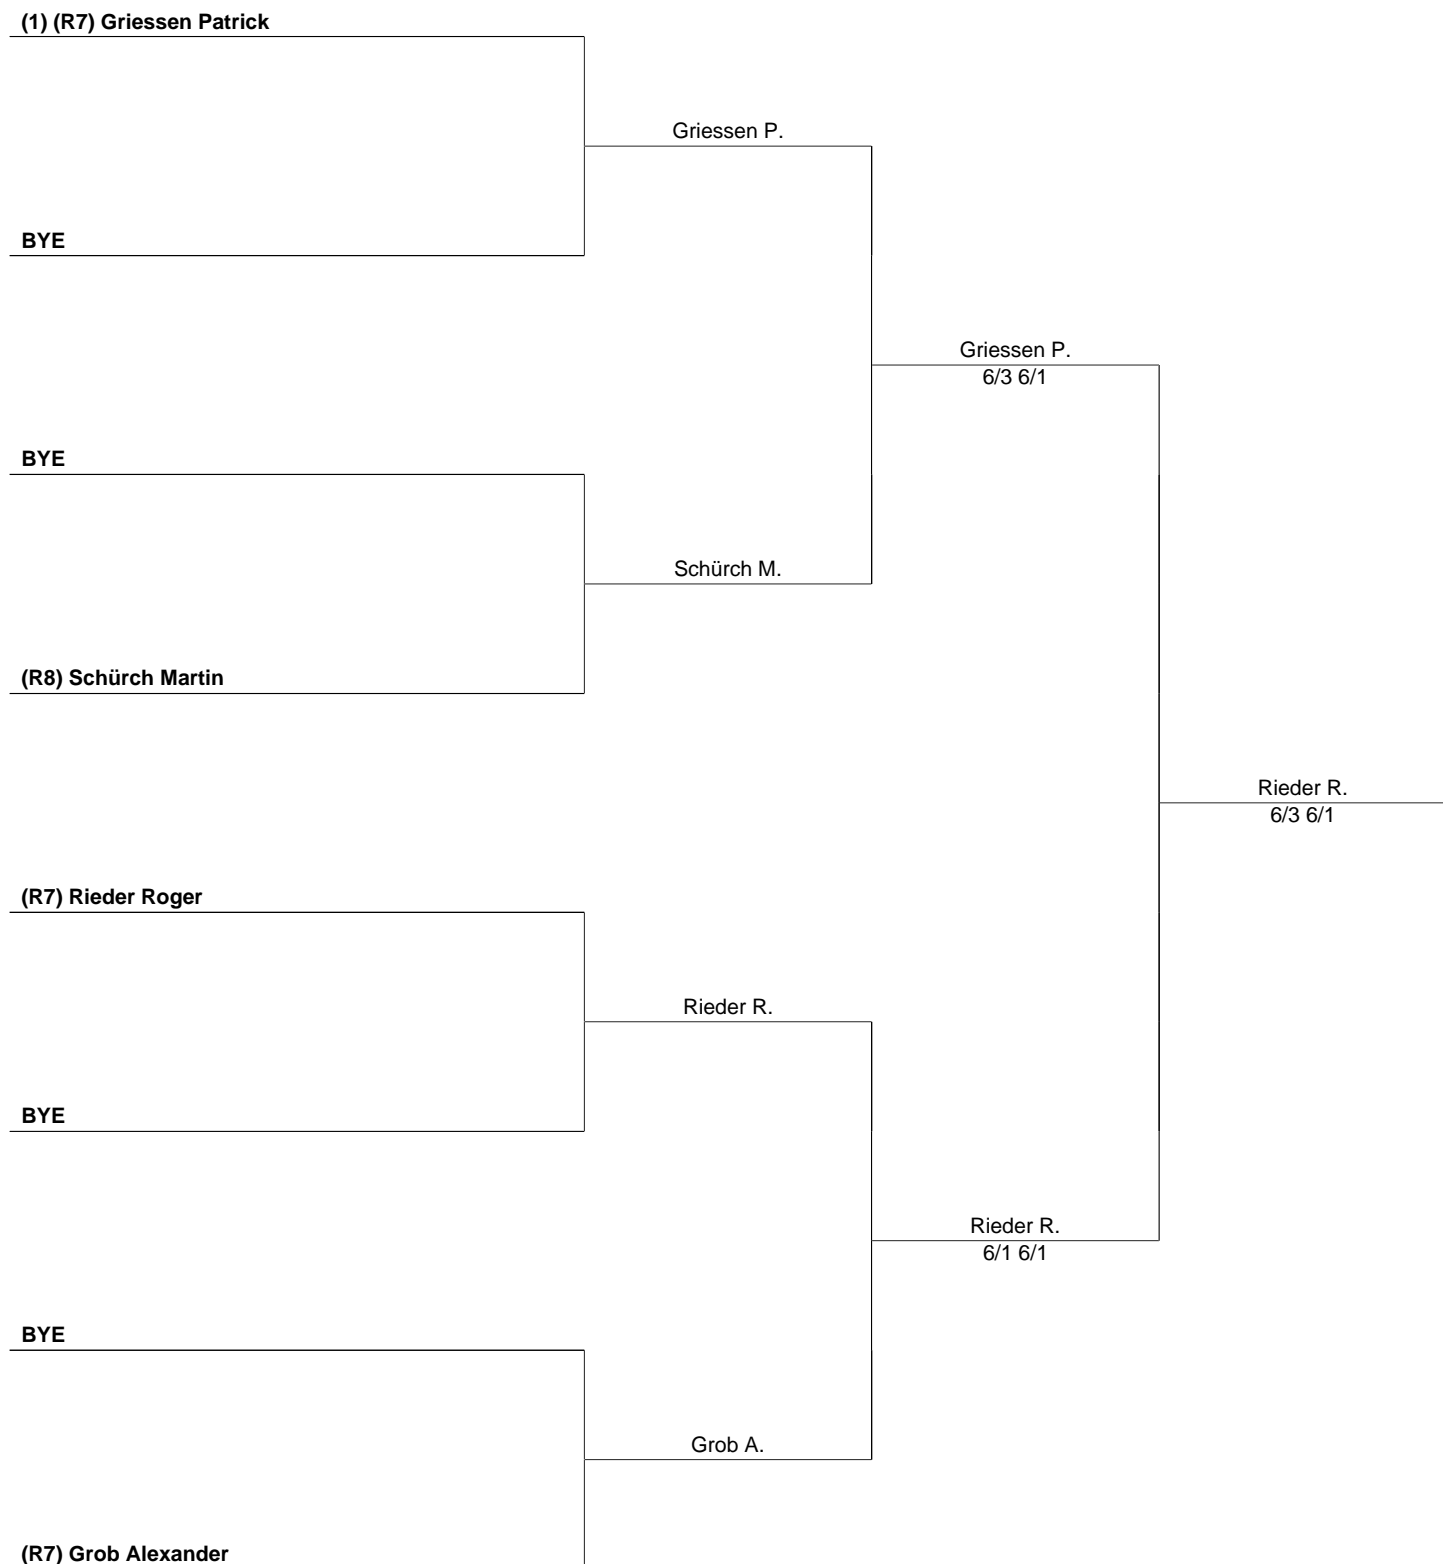 (1) (R7) Griessen Patrick
Griessen P.
BYE
Griessen P.
6/3 6/1
BYE
Schürch M.
(R8) Schürch Martin
Rieder R.
6/3 6/1
(R7) Rieder Roger
Rieder R.
BYE
Rieder R.
6/1 6/1
BYE
Grob A.
(R7) Grob Alexander